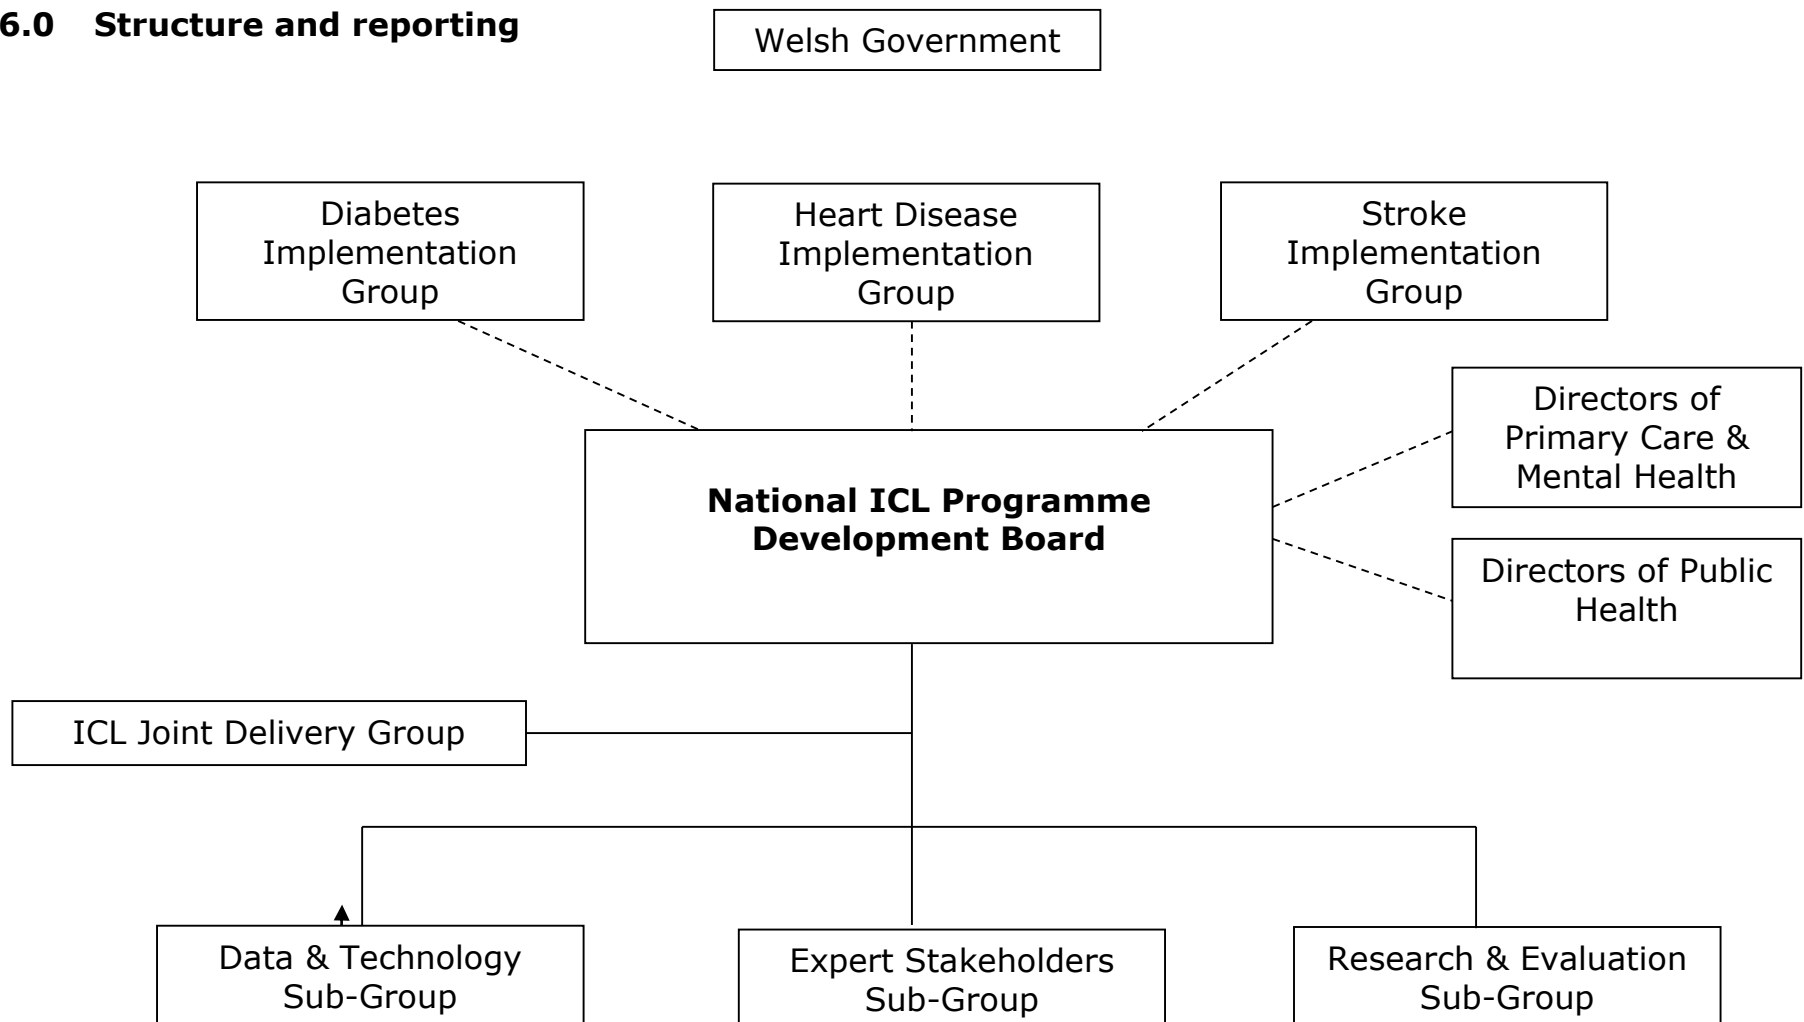 6.0 Structure and reporting
Welsh Government
Diabetes
Implementation
Group
Heart Disease
Implementation
Group
Stroke
Implementation
Group
Directors of
Primary Care &
Mental Health
National ICL Programme
Development Board
Directors of Public
Health
ICL Joint Delivery Group
Data & Technology
Sub-Group
Expert Stakeholders
Sub-Group
Research & Evaluation
Sub-Group